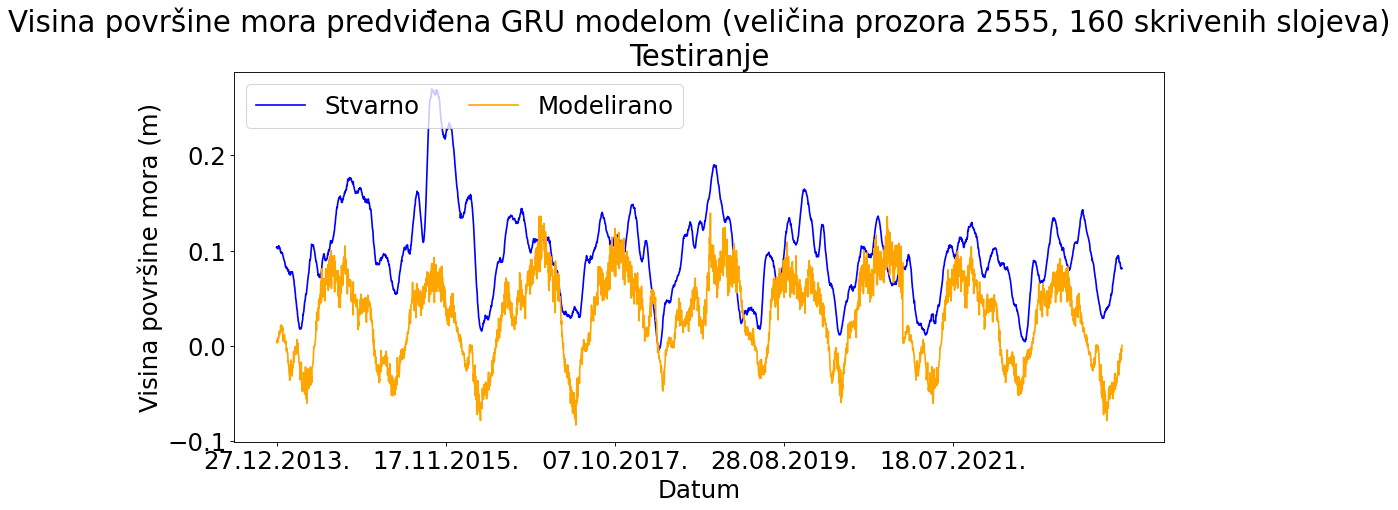 Visina površine mora predviđena GRU modelom (veličina prozora 2555, 160 skrivenih slojeva)
Testiranje
Stvarno
Modelirano
Visina površine mora (m)
0.2
0.1
0.0
−0.1
27.12.2013.
17.11.2015.
07.10.2017.
28.08.2019.
18.07.2021.
Datum